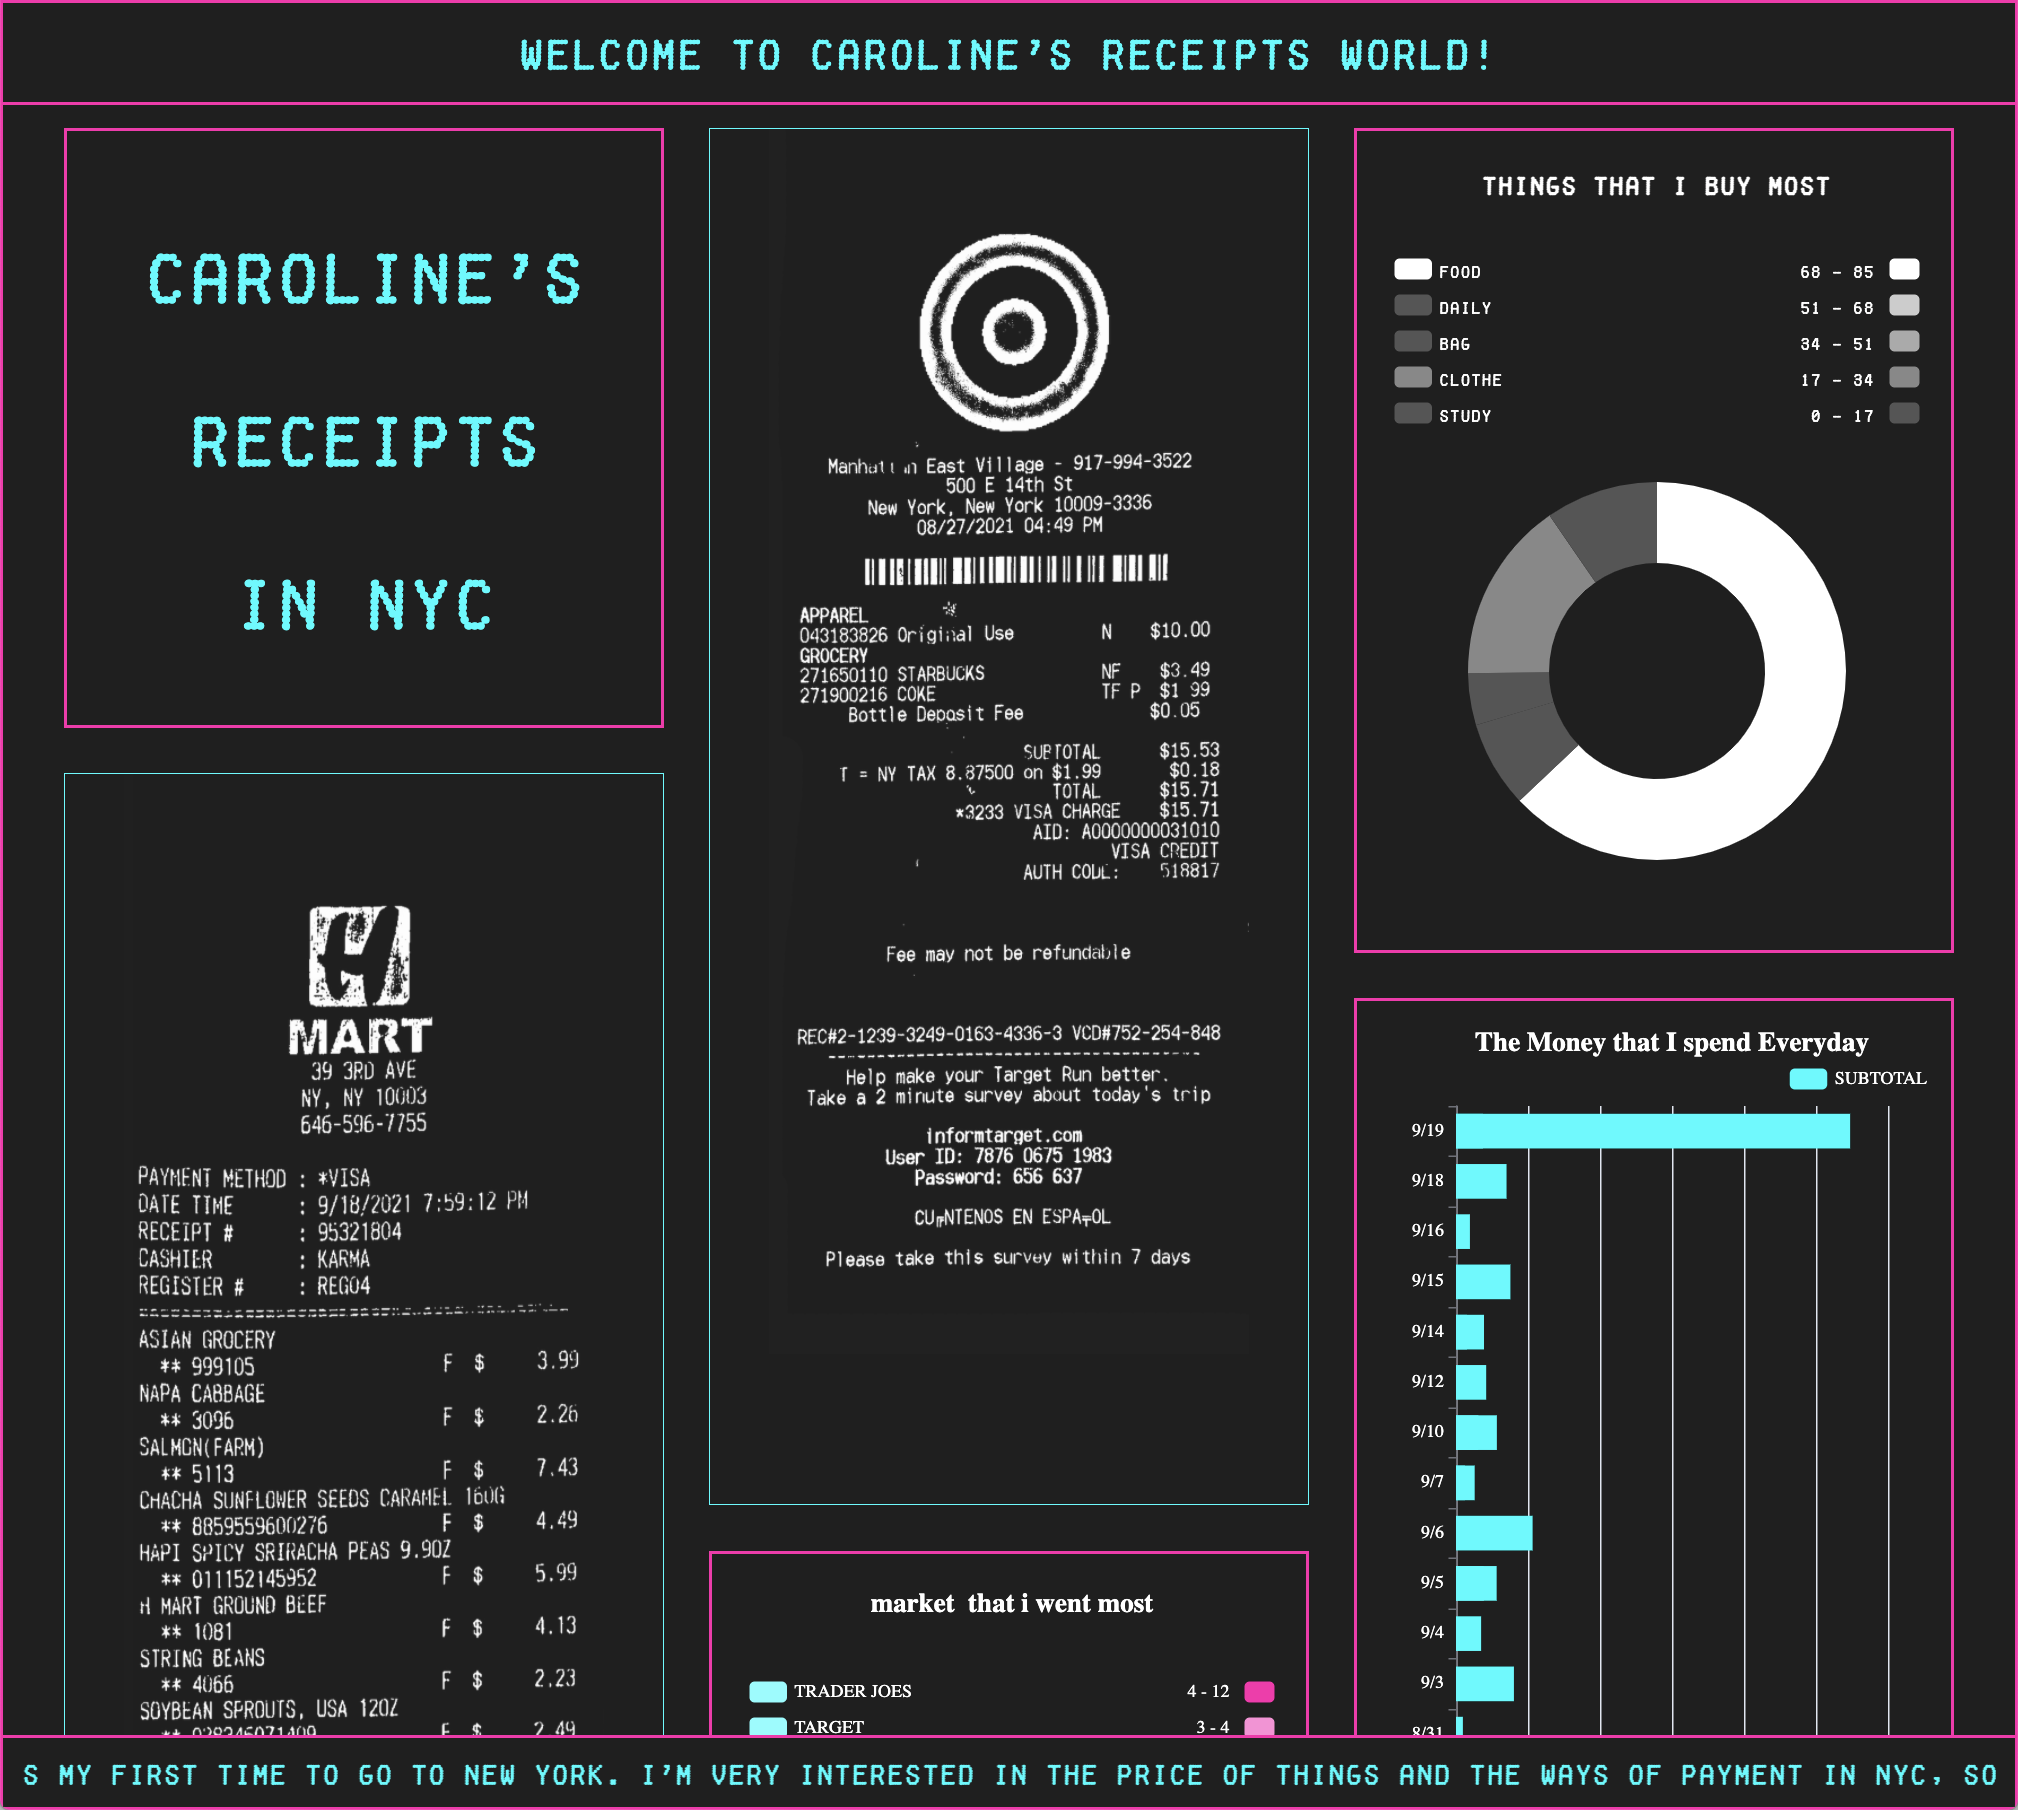 WELCOME TO CAROLINE’S RECEIPTS WORLD!
CAROLINE’S
RECEIPTS
IN NYC
MART
39 3RD AVE
NY, NY 10003
646-596-7755
PAYMENT METHOD : *VISA
DATE TIME : 9/18/2021 7:59:12 PM
RECEIPT # : 95321804
CASHIER : KARMA
REGISTER # : REG04
ASIAN GROCERY
** 999105 F $ 3.99
NAPA CABBAGE
** 3096 F $ 2.26
SALMON(FARM)
** 5113 F $ 7.43
CHACHA SUNFLOWER SEEDS CARAMEL 160G
** 8859559600276 F $ 4.49
HAPI SPICY SRIRACHA PEAS 9.90Z
** 011152145952 F $ 5.99
H MART GROUND BEEF
** 1081 F $ 4.13
STRING BEANS
** 4066 F $ 2.23
SOYBEAN SPROUTS, USA 12OZ
F $ 2.49
East Village - 917-994-3522
500 E 14th St
New York, New York 10009-3336
08/27/2021 04:49 PM
APPAREL
043183826 Original Use N $10.00
GROCERY
271650110 STARBUCKS NF $3.49
271900216 COKE TF P $1 99
Bottle Deposit Fee $0.05
SUBTOTAL $15.53
T = NY TAX 8.87500 on $1.99 $0.18
TOTAL $15.71
*3233 VISA CHARGE $15.71
AID: A0000000031010
VISA CREDIT
AUTH CODE: 518817
Fee may not be refundable
REC#2-1239-3249-0163-4336-3 VCD#752-254-848
Help make your Target Run better.
Take a 2 minute survey about today's trip
informtarget.com
User ID: 7876 0675 1983
Password: 656 637
EN
Please take this survey within 7 days
market that i went most
TRADER JOES 4 - 12
TARGET 3 - 4
THINGS THAT I BUY MOST
FOOD 68 - 85
DAILY 51 - 68
BAG 34 - 51
CLOTHE 17 - 34
STUDY 0 - 17
The Money that I spend Everyday
SUBTOTAL
9/19
9/18
9/16
9/15
9/14
9/12
9/10
9/7
9/6
9/5
9/4
9/3
8/31
S MY FIRST TIME TO GO TO NEW YORK. I’M VERY INTERESTED IN THE PRICE OF THINGS AND THE WAYS OF PAYMENT IN NYC, SO